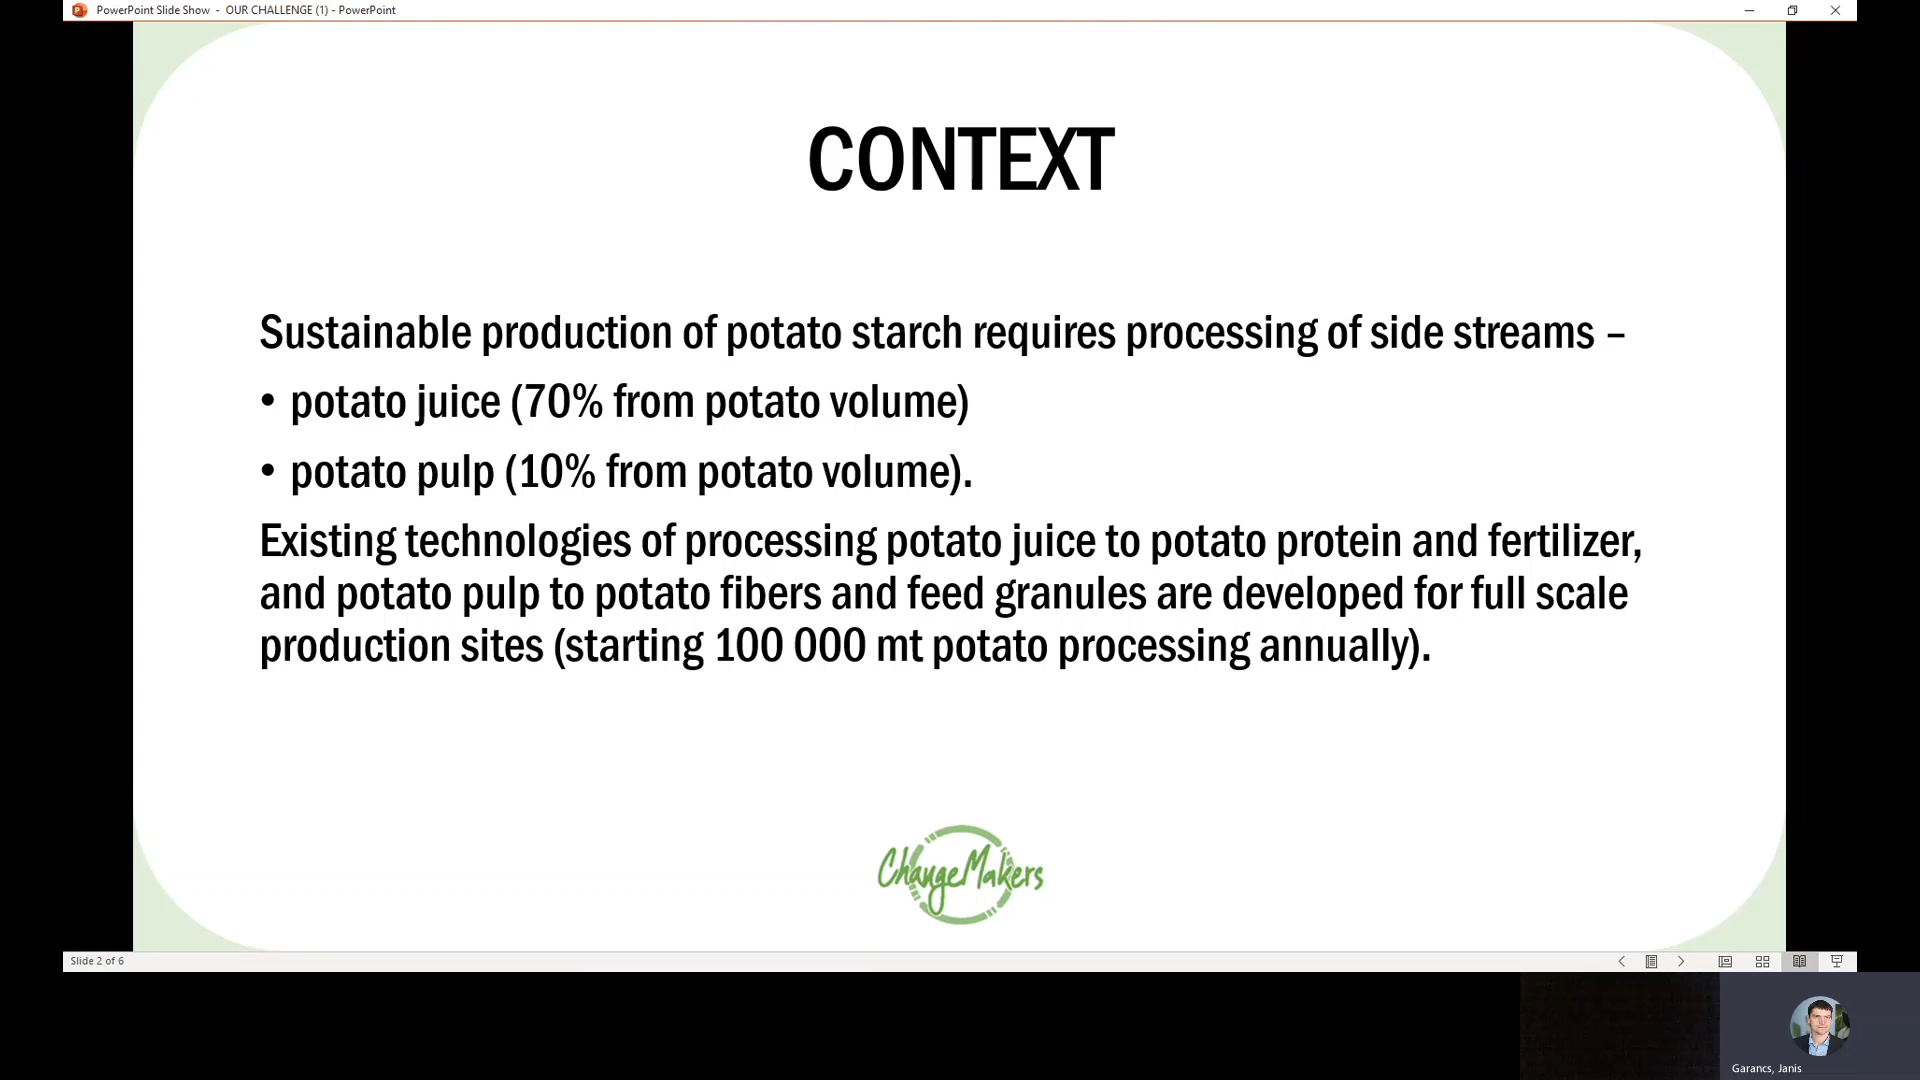 PowerPoint Slide Show - OUR CHALLENGE (1) - PowerPoint
CONTEXT
Sustainable production of potato starch requires processing of side streams –
• potato juice (70% from potato volume)
• potato pulp (10% from potato volume).
Existing technologies of processing potato juice to potato protein and fertilizer,
and potato pulp to potato fibers and feed granules are developed for full scale
production sites (starting 100 000 mt potato processing annually).
ChangeMakers
Slide 2 of 6
Garancs, Janis